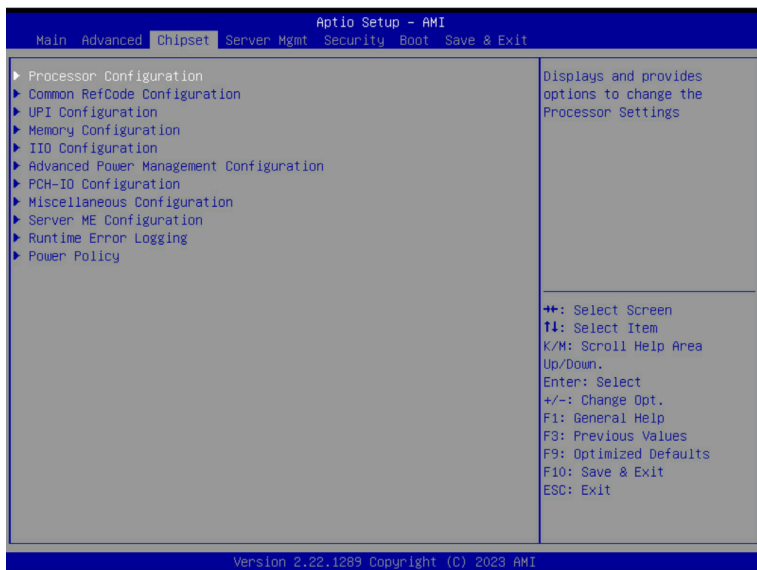 Aptio Setup – AMI
Main Advanced Chipset Server Mgmt Security Boot Save & Exit
▶ Processor Configuration
▶ Common RefCode Configuration
▶ UPI Configuration
▶ Memory Configuration
▶ IIO Configuration
▶ Advanced Power Management Configuration
▶ PCH-IO Configuration
▶ Miscellaneous Configuration
▶ Server ME Configuration
▶ Runtime Error Logging
▶ Power Policy
Displays and provides
options to change the
Processor Settings
→←: Select Screen
↑↓: Select Item
K/M: Scroll Help Area
Up/Down.
Enter: Select
+/-: Change Opt.
F1: General Help
F3: Previous Values
F9: Optimized Defaults
F10: Save & Exit
ESC: Exit
Version 2.22.1289 Copyright (C) 2023 AMI